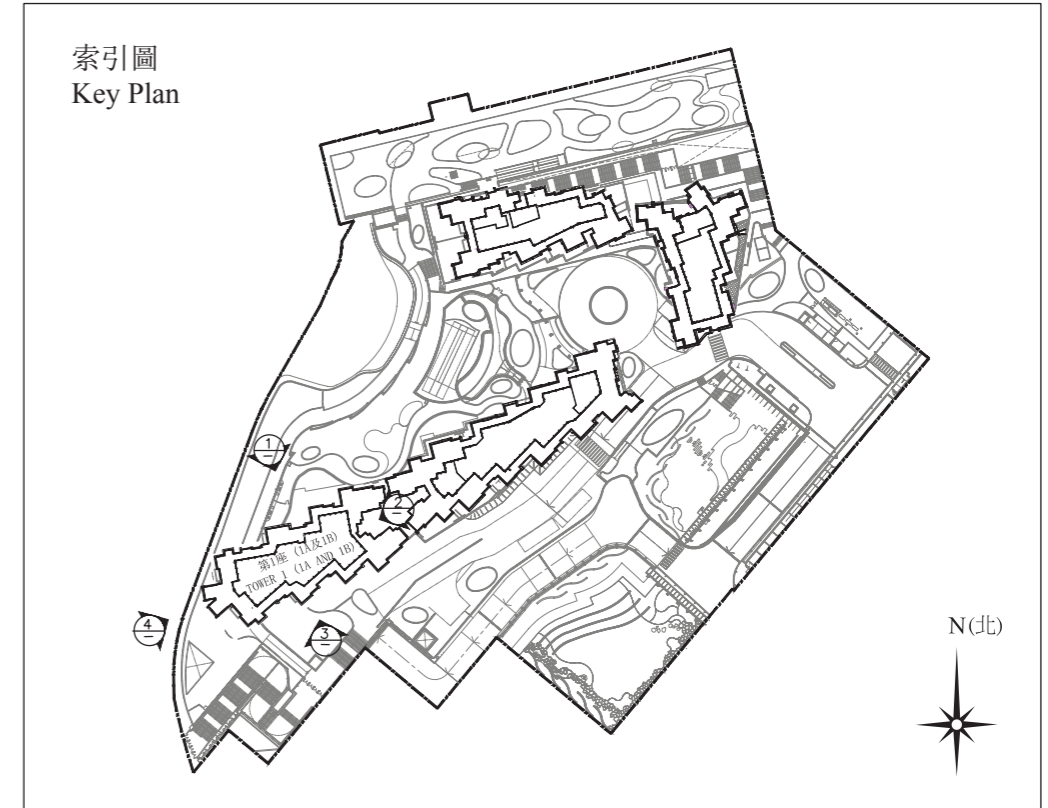 索引圖
Key Plan
1
—
2
—
第1座 (1A及1B)
TOWER 1 (1A AND 1B)
4
—
3
—
N(北)